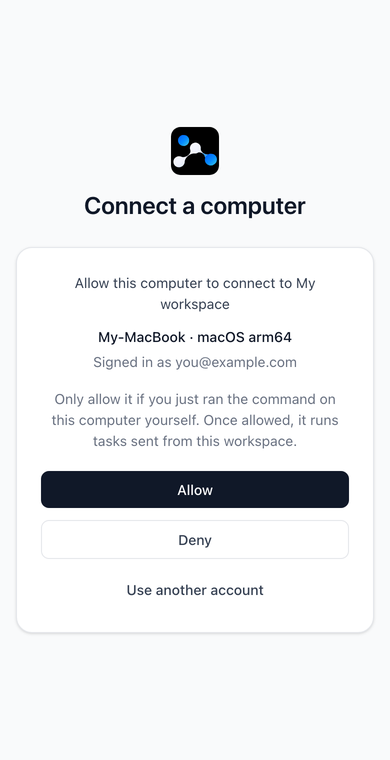 Connect a computer
Allow this computer to connect to My
workspace
My-MacBook · macOS arm64
Signed in as you@example.com
Only allow it if you just ran the command on
this computer yourself. Once allowed, it runs
tasks sent from this workspace.
Allow
Deny
Use another account